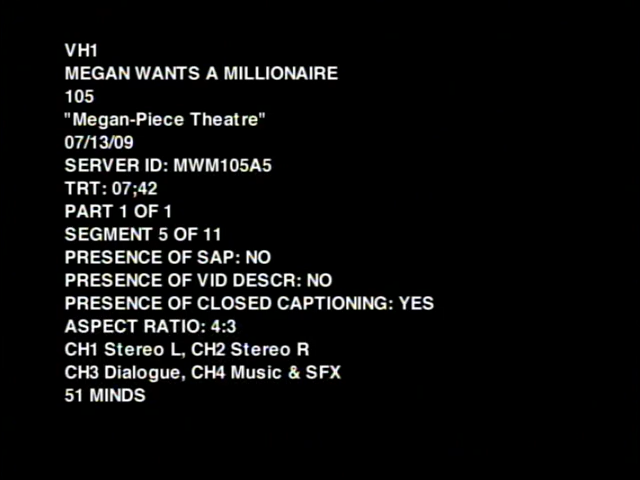 VH1
MEGAN WANTS A MILLIONAIRE
105
"Megan-Piece Theatre"
07/13/09
SERVER ID: MWM105A5
TRT: 07;42
PART 1 OF 1
SEGMENT 5 OF 11
PRESENCE OF SAP: NO
PRESENCE OF VID DESCR: NO
PRESENCE OF CLOSED CAPTIONING: YES
ASPECT RATIO: 4:3
CH1 Stereo L, CH2 Stereo R
CH3 Dialogue, CH4 Music & SFX
51 MINDS